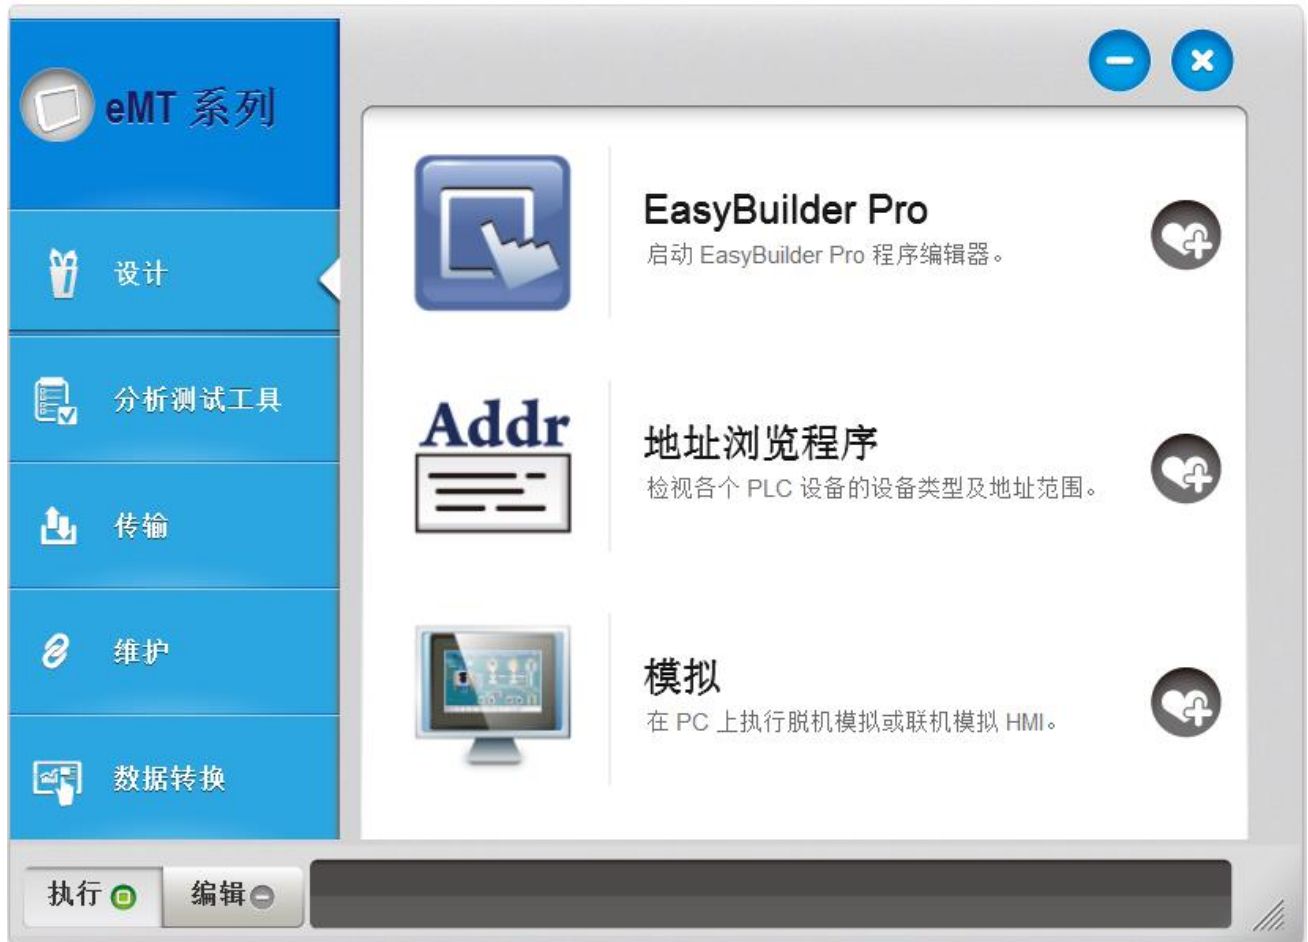 eMT 系列
设计
分析测试工具
传输
维护
数据转换
EasyBuilder Pro
启动 EasyBuilder Pro 程序编辑器。
Addr
地址浏览程序
检视各个 PLC 设备的设备类型及地址范围。
模拟
在 PC 上执行脱机模拟或联机模拟 HMI。
执行
编辑